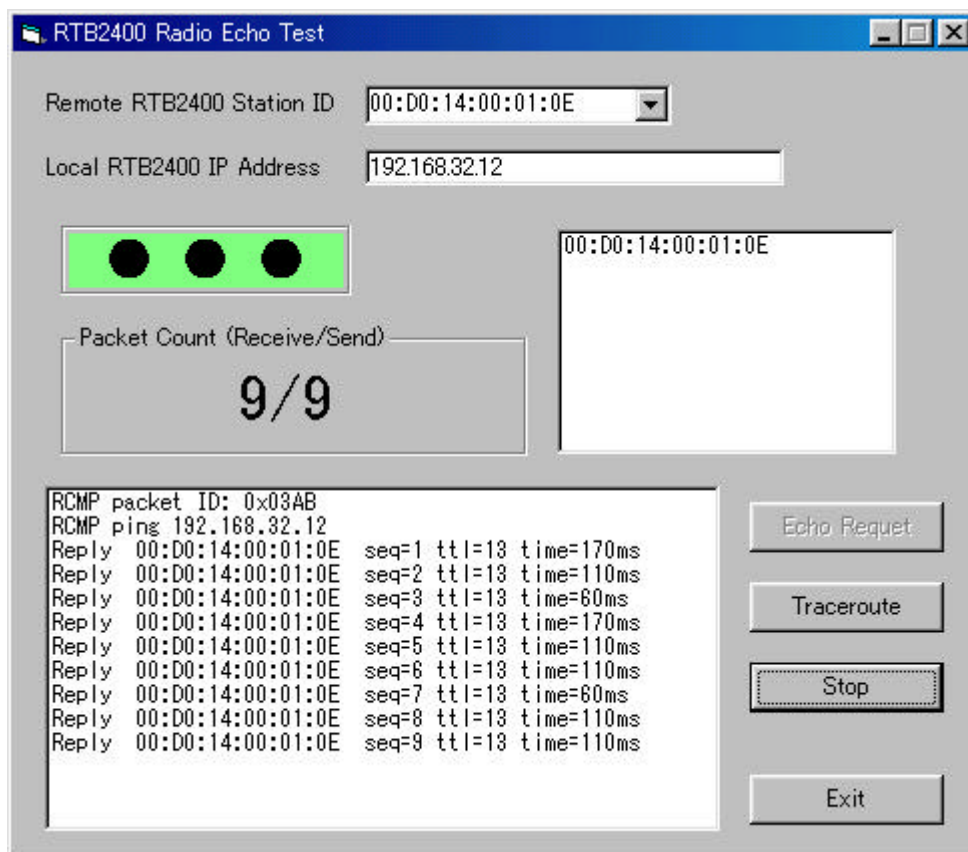 RTB2400 Radio Echo Test
Remote RTB2400 Station ID 00:D0:14:00:01:0E
Local RTB2400 IP Address 192.168.32.12
00:D0:14:00:01:0E
Packet Count (Receive/Send)
9/9
RCMP packet ID: 0x03AB
RCMP ping 192.168.32.12
Reply 00:D0:14:00:01:0E seq=1 ttl=13 time=170ms
Reply 00:D0:14:00:01:0E seq=2 ttl=13 time=110ms
Reply 00:D0:14:00:01:0E seq=3 ttl=13 time=60ms
Reply 00:D0:14:00:01:0E seq=4 ttl=13 time=170ms
Reply 00:D0:14:00:01:0E seq=5 ttl=13 time=110ms
Reply 00:D0:14:00:01:0E seq=6 ttl=13 time=110ms
Reply 00:D0:14:00:01:0E seq=7 ttl=13 time=60ms
Reply 00:D0:14:00:01:0E seq=8 ttl=13 time=110ms
Reply 00:D0:14:00:01:0E seq=9 ttl=13 time=110ms
Echo Requet
Traceroute
Stop
Exit